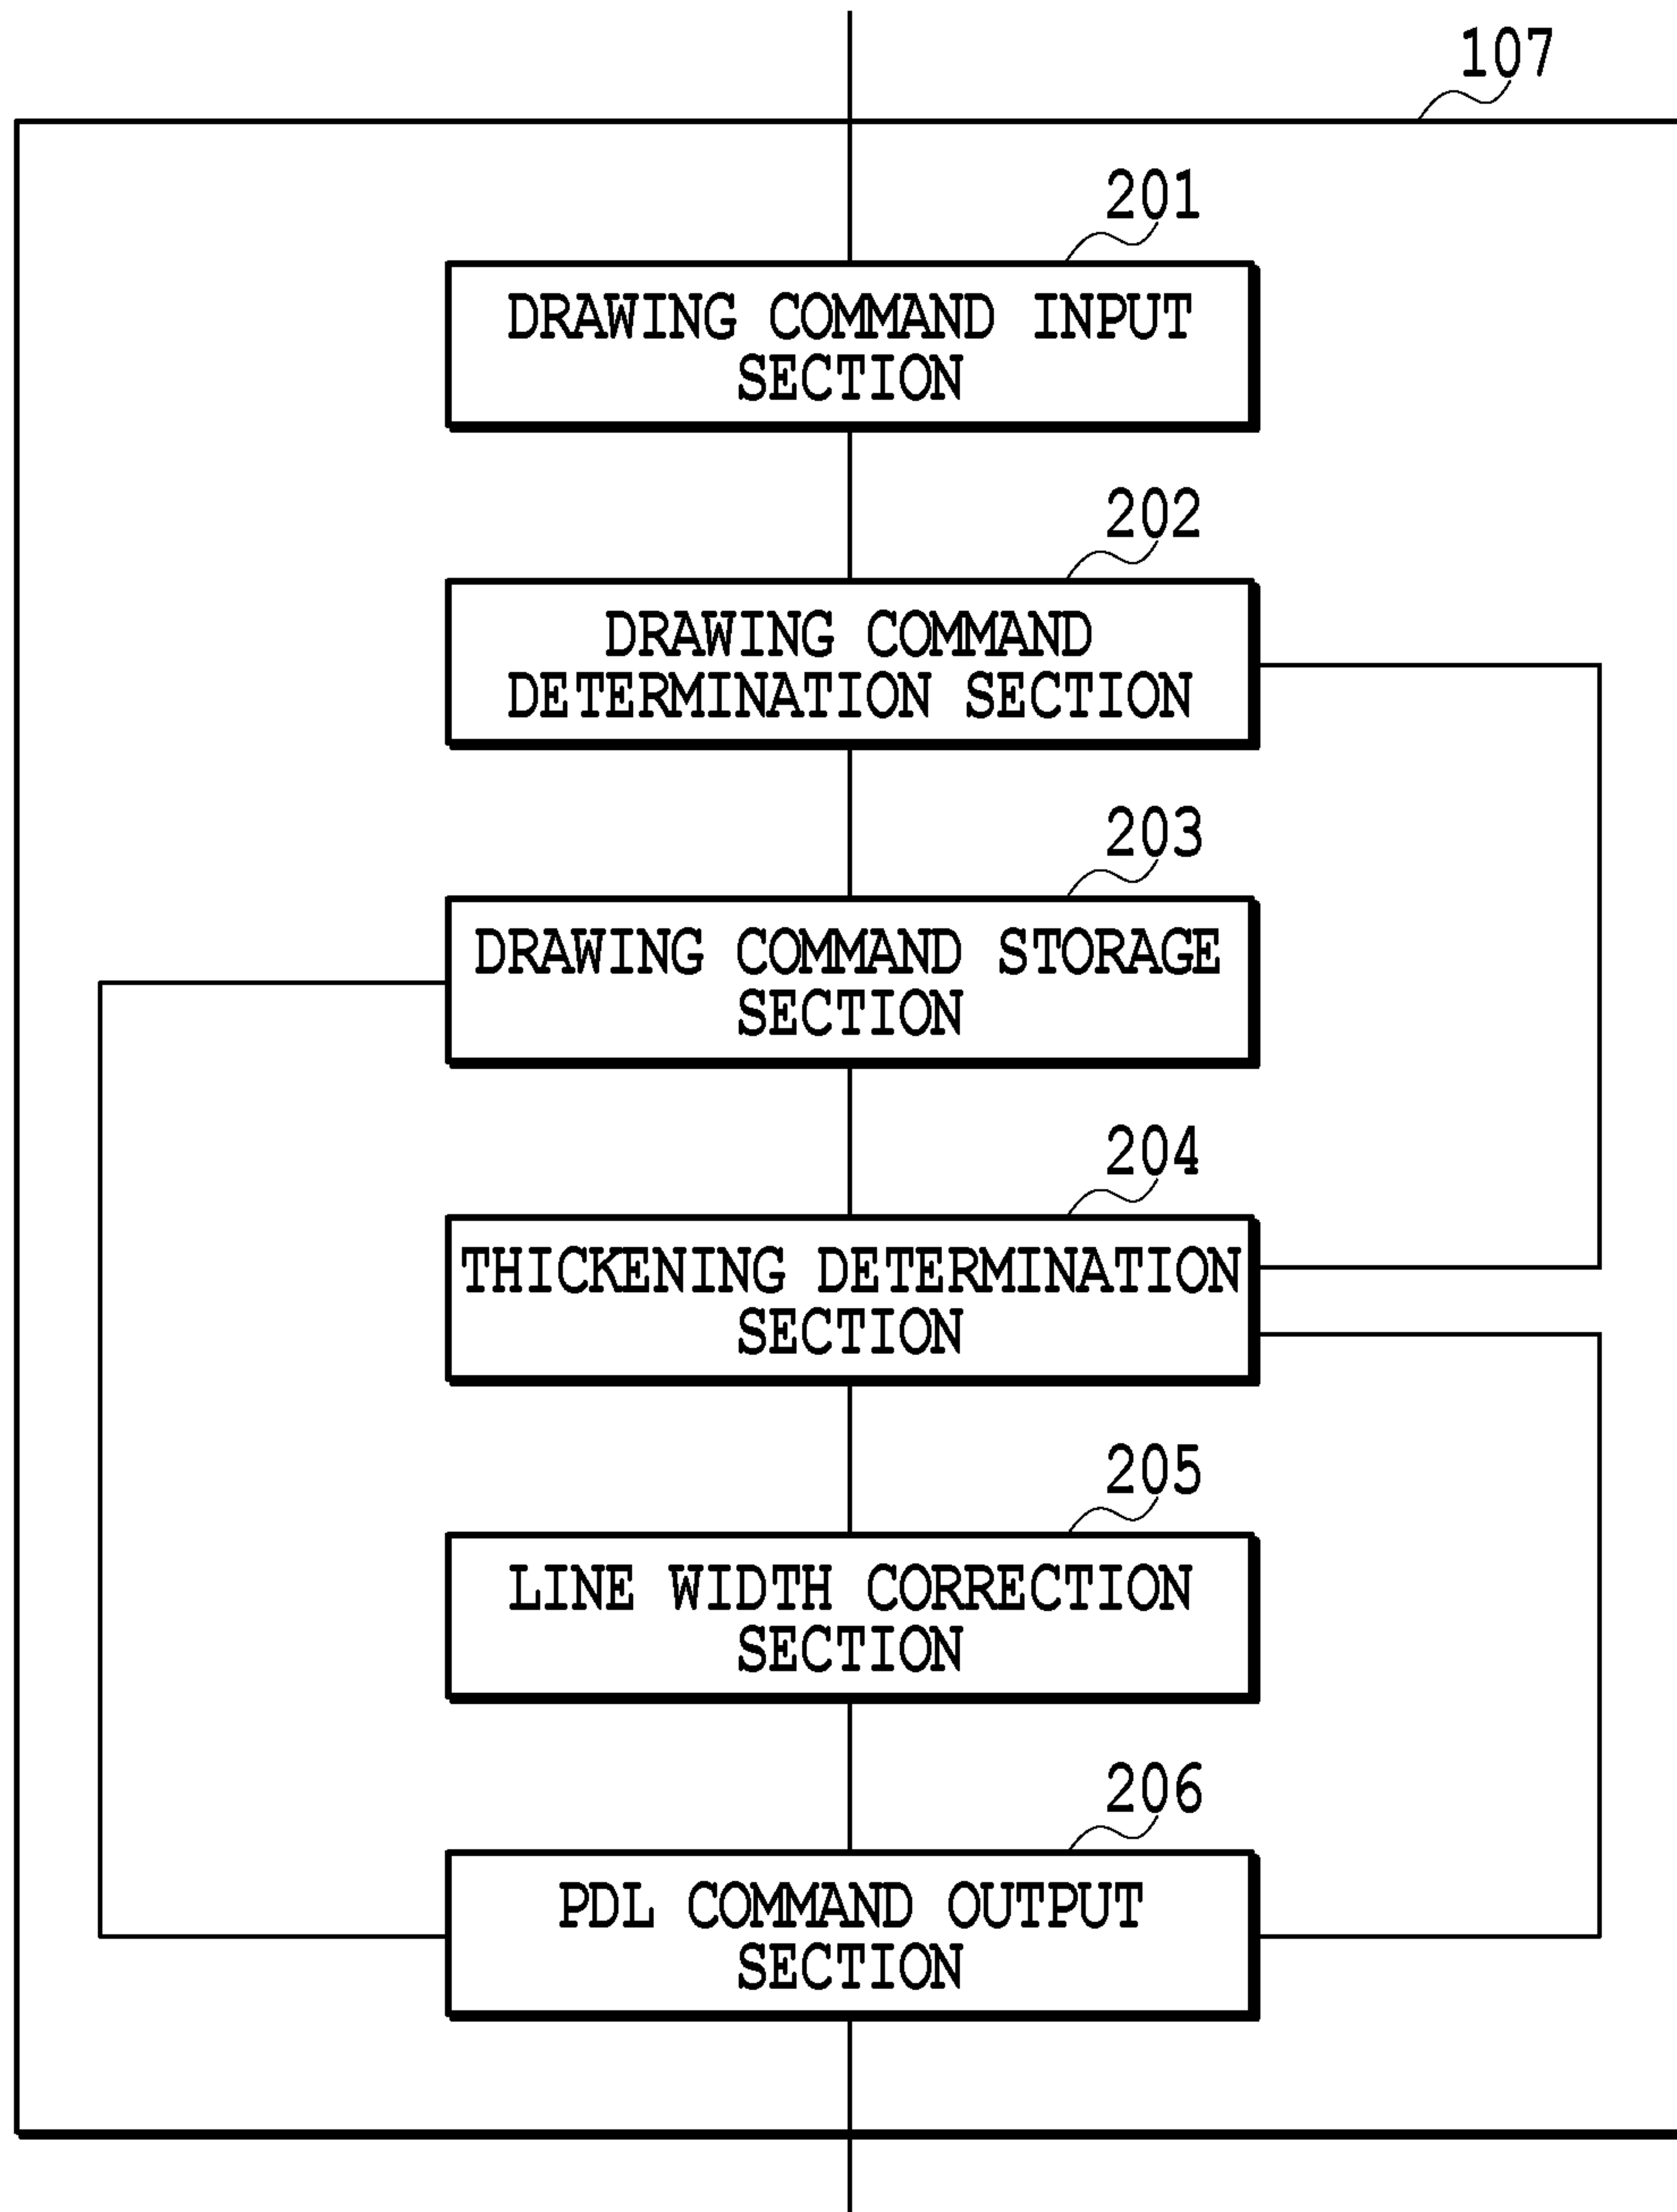 107
201
DRAWING COMMAND INPUT
SECTION
202
DRAWING COMMAND
DETERMINATION SECTION
203
DRAWING COMMAND STORAGE
SECTION
204
THICKENING DETERMINATION
SECTION
205
LINE WIDTH CORRECTION
SECTION
206
PDL COMMAND OUTPUT
SECTION